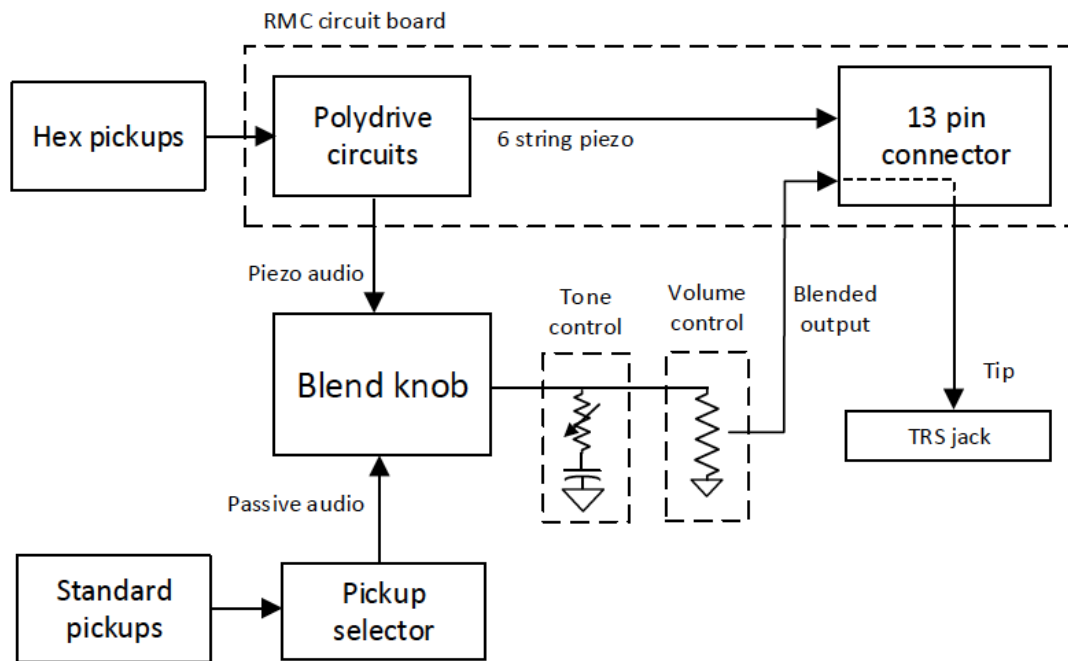 RMC circuit board
Hex pickups
Polydrive
circuits
6 string piezo
13 pin
connector
Piezo audio
Tone
control
Volume
control
Blended
output
Blend knob
Tip
TRS jack
Passive audio
Standard
pickups
Pickup
selector